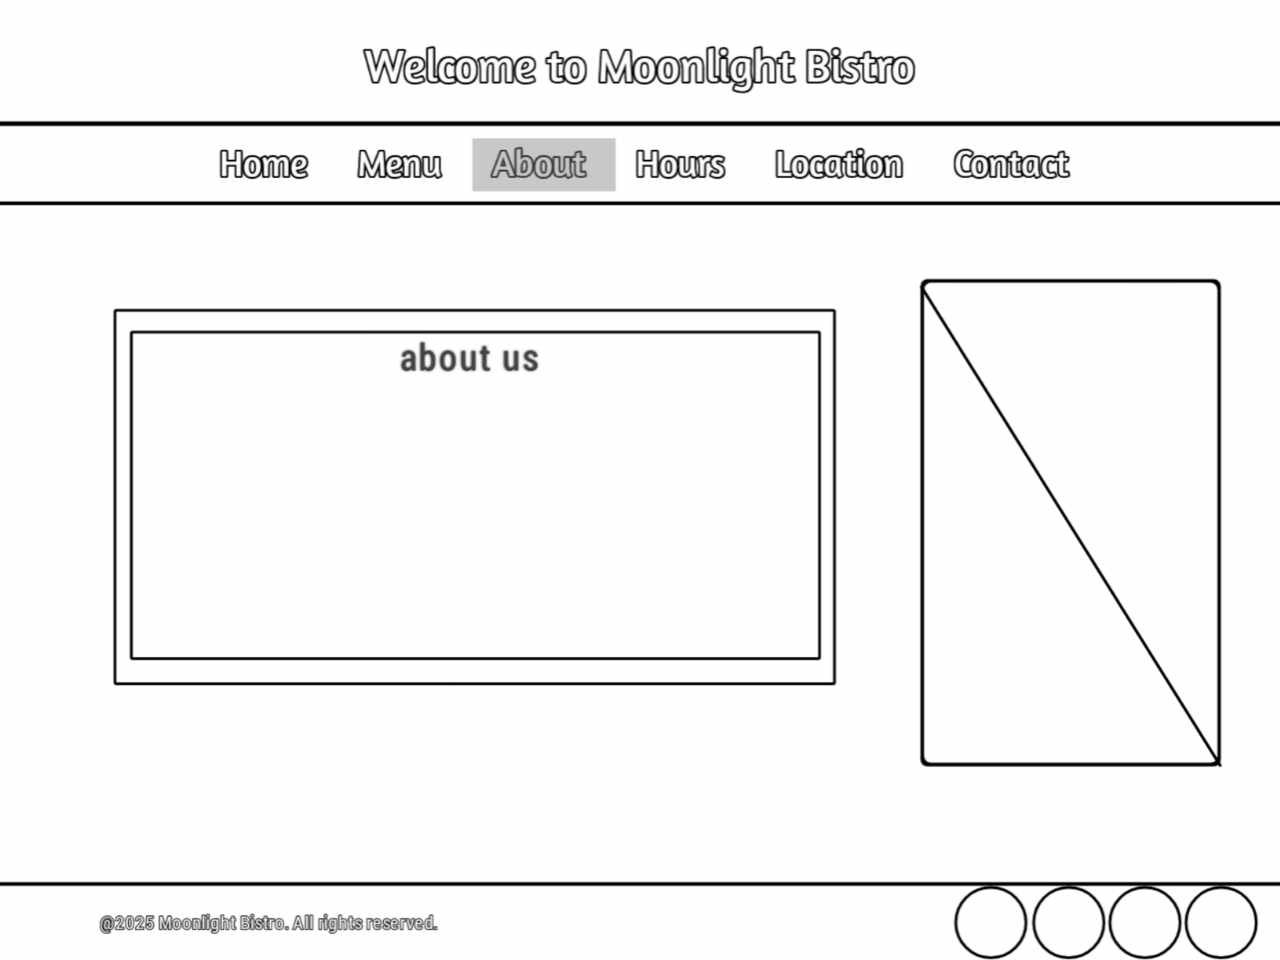 Welcome to Moonlight Bistro
Home Menu About Hours Location Contact
about us
@2025 Moonlight Bistro. All rights reserved.